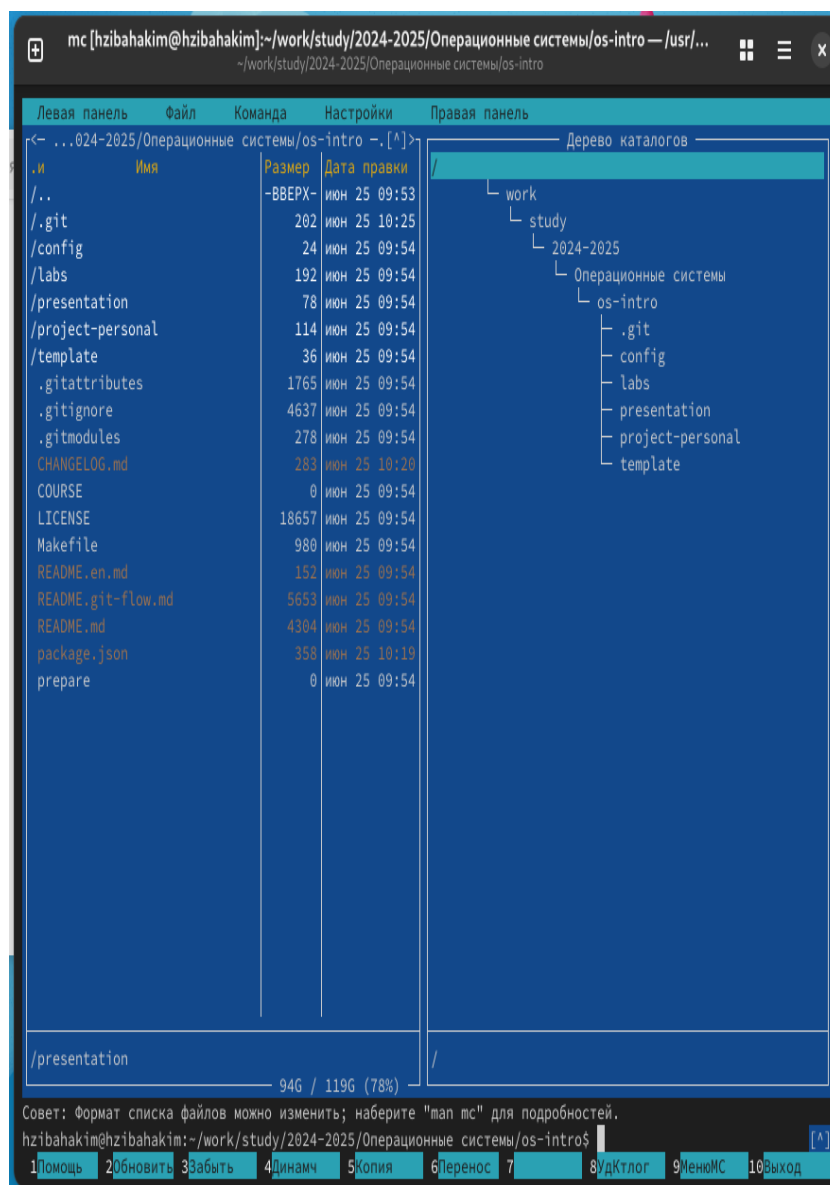 mc [hzibahakim@hzibahakim]:~/work/study/2024-2025/Операционные системы/os-intro — /usr/...
~/work/study/2024-2025/Операционные системы/os-intro
Левая панель Файл Команда Настройки Правая панель
<— ...024-2025/Операционные системы/os-intro —.[^]>
.и Имя Размер Дата правки
/.. -ВВЕРХ- июн 25 09:53
/.git 202 июн 25 10:25
/config 24 июн 25 09:54
/labs 192 июн 25 09:54
/presentation 78 июн 25 09:54
/project-personal 114 июн 25 09:54
/template 36 июн 25 09:54
.gitattributes 1765 июн 25 09:54
.gitignore 4637 июн 25 09:54
.gitmodules 278 июн 25 09:54
CHANGELOG.md 283 июн 25 10:20
COURSE 0 июн 25 09:54
LICENSE 18657 июн 25 09:54
Makefile 980 июн 25 09:54
README.en.md 152 июн 25 09:54
README.git-flow.md 5653 июн 25 09:54
README.md 4304 июн 25 09:54
package.json 358 июн 25 10:19
prepare 0 июн 25 09:54
/presentation
94G / 119G (78%)
Дерево каталогов
/
work
study
2024-2025
Операционные системы
os-intro
.git
config
labs
presentation
project-personal
template
/
Совет: Формат списка файлов можно изменить; наберите "man mc" для подробностей.
hzibahakim@hzibahakim:~/work/study/2024-2025/Операционные системы/os-intro$ [^]
1Помощь 2Обновить 3Забыть 4Динамч 5Копия 6Перенос 7 8УдКтлог 9МенюМС 10Выход